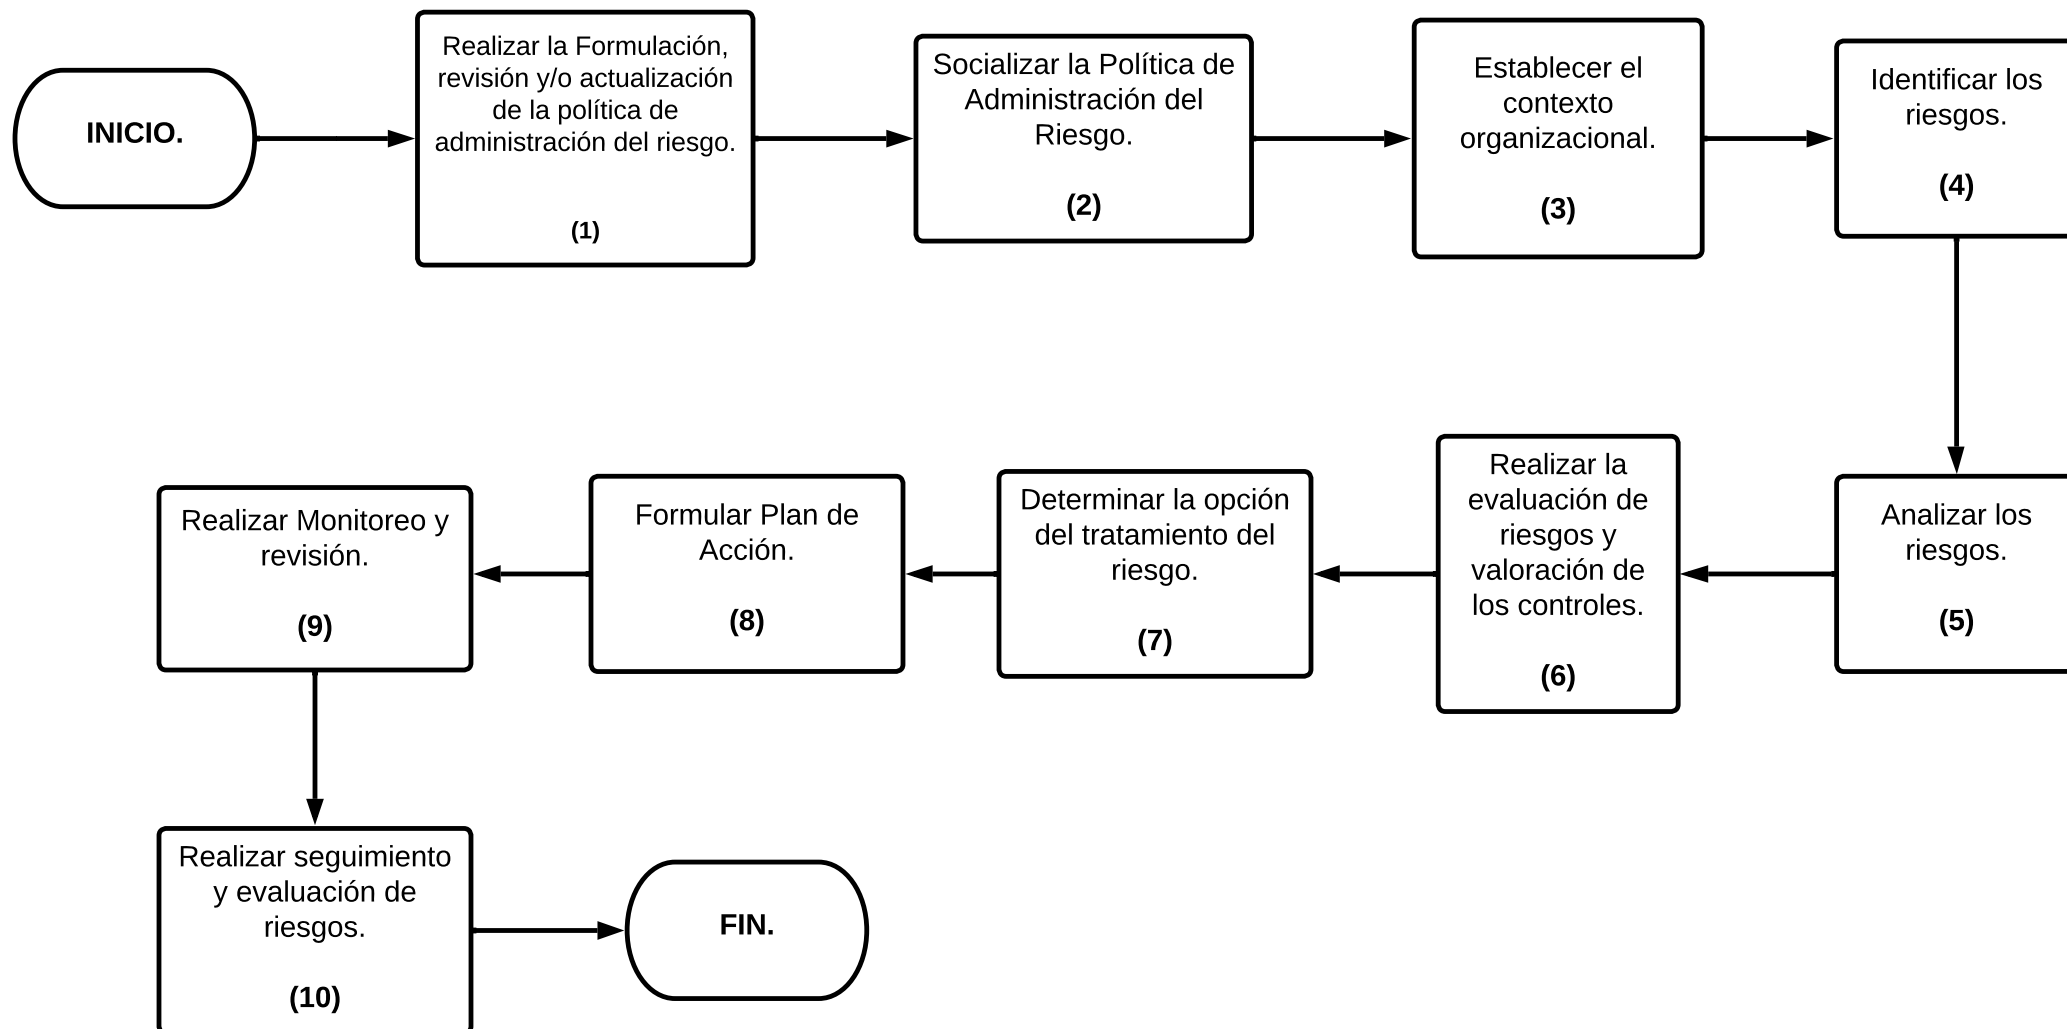 INICIO.
Realizar la Formulación,
revisión y/o actualización
de la política de
administración del riesgo.
(1)
Socializar la Política de
Administración del
Riesgo.
(2)
Establecer el
contexto
organizacional.
(3)
Identificar los
riesgos.
(4)
Analizar los
riesgos.
(5)
Realizar la
evaluación de
riesgos y
valoración de
los controles.
(6)
Determinar la opción
del tratamiento del
riesgo.
(7)
Formular Plan de
Acción.
(8)
Realizar Monitoreo y
revisión.
(9)
Realizar seguimiento
y evaluación de
riesgos.
(10)
FIN.